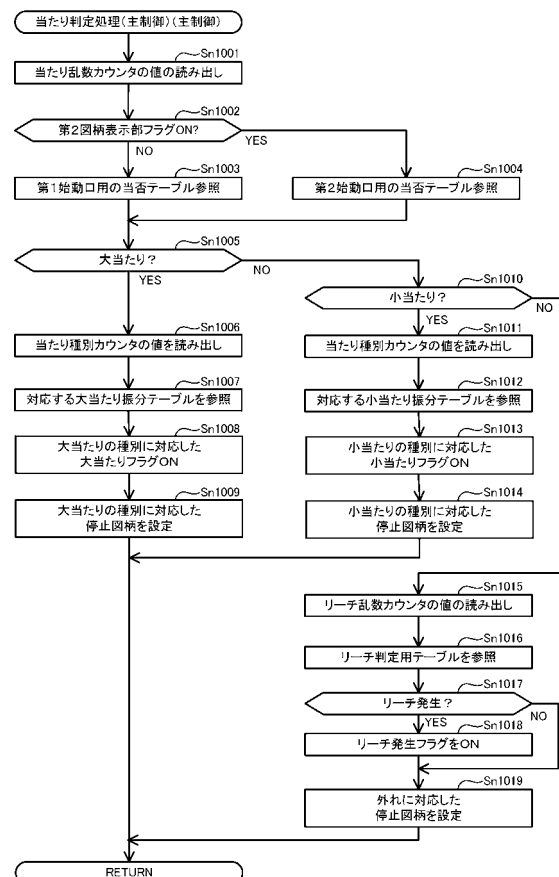 当たり判定処理(主制御)(主制御)
Sn1001
当たり乱数カウンタの値の読み出し
Sn1002
第2図柄表示部フラグON?
YES
NO
Sn1003
第1始動口用の当否テーブル参照
Sn1004
第2始動口用の当否テーブル参照
Sn1005
大当たり?
NO
YES
Sn1010
小当たり?
NO
YES
Sn1006
当たり種別カウンタの値を読み出し
Sn1011
当たり種別カウンタの値を読み出し
Sn1007
対応する大当たり振分テーブルを参照
Sn1012
対応する小当たり振分テーブルを参照
Sn1008
大当たりの種別に対応した
大当たりフラグON
Sn1013
小当たりの種別に対応した
小当たりフラグON
Sn1009
大当たりの種別に対応した
停止図柄を設定
Sn1014
小当たりの種別に対応した
停止図柄を設定
Sn1015
リーチ乱数カウンタの値の読み出し
Sn1016
リーチ判定用テーブルを参照
Sn1017
リーチ発生?
NO
YES
Sn1018
リーチ発生フラグをON
Sn1019
外れに対応した
停止図柄を設定
RETURN